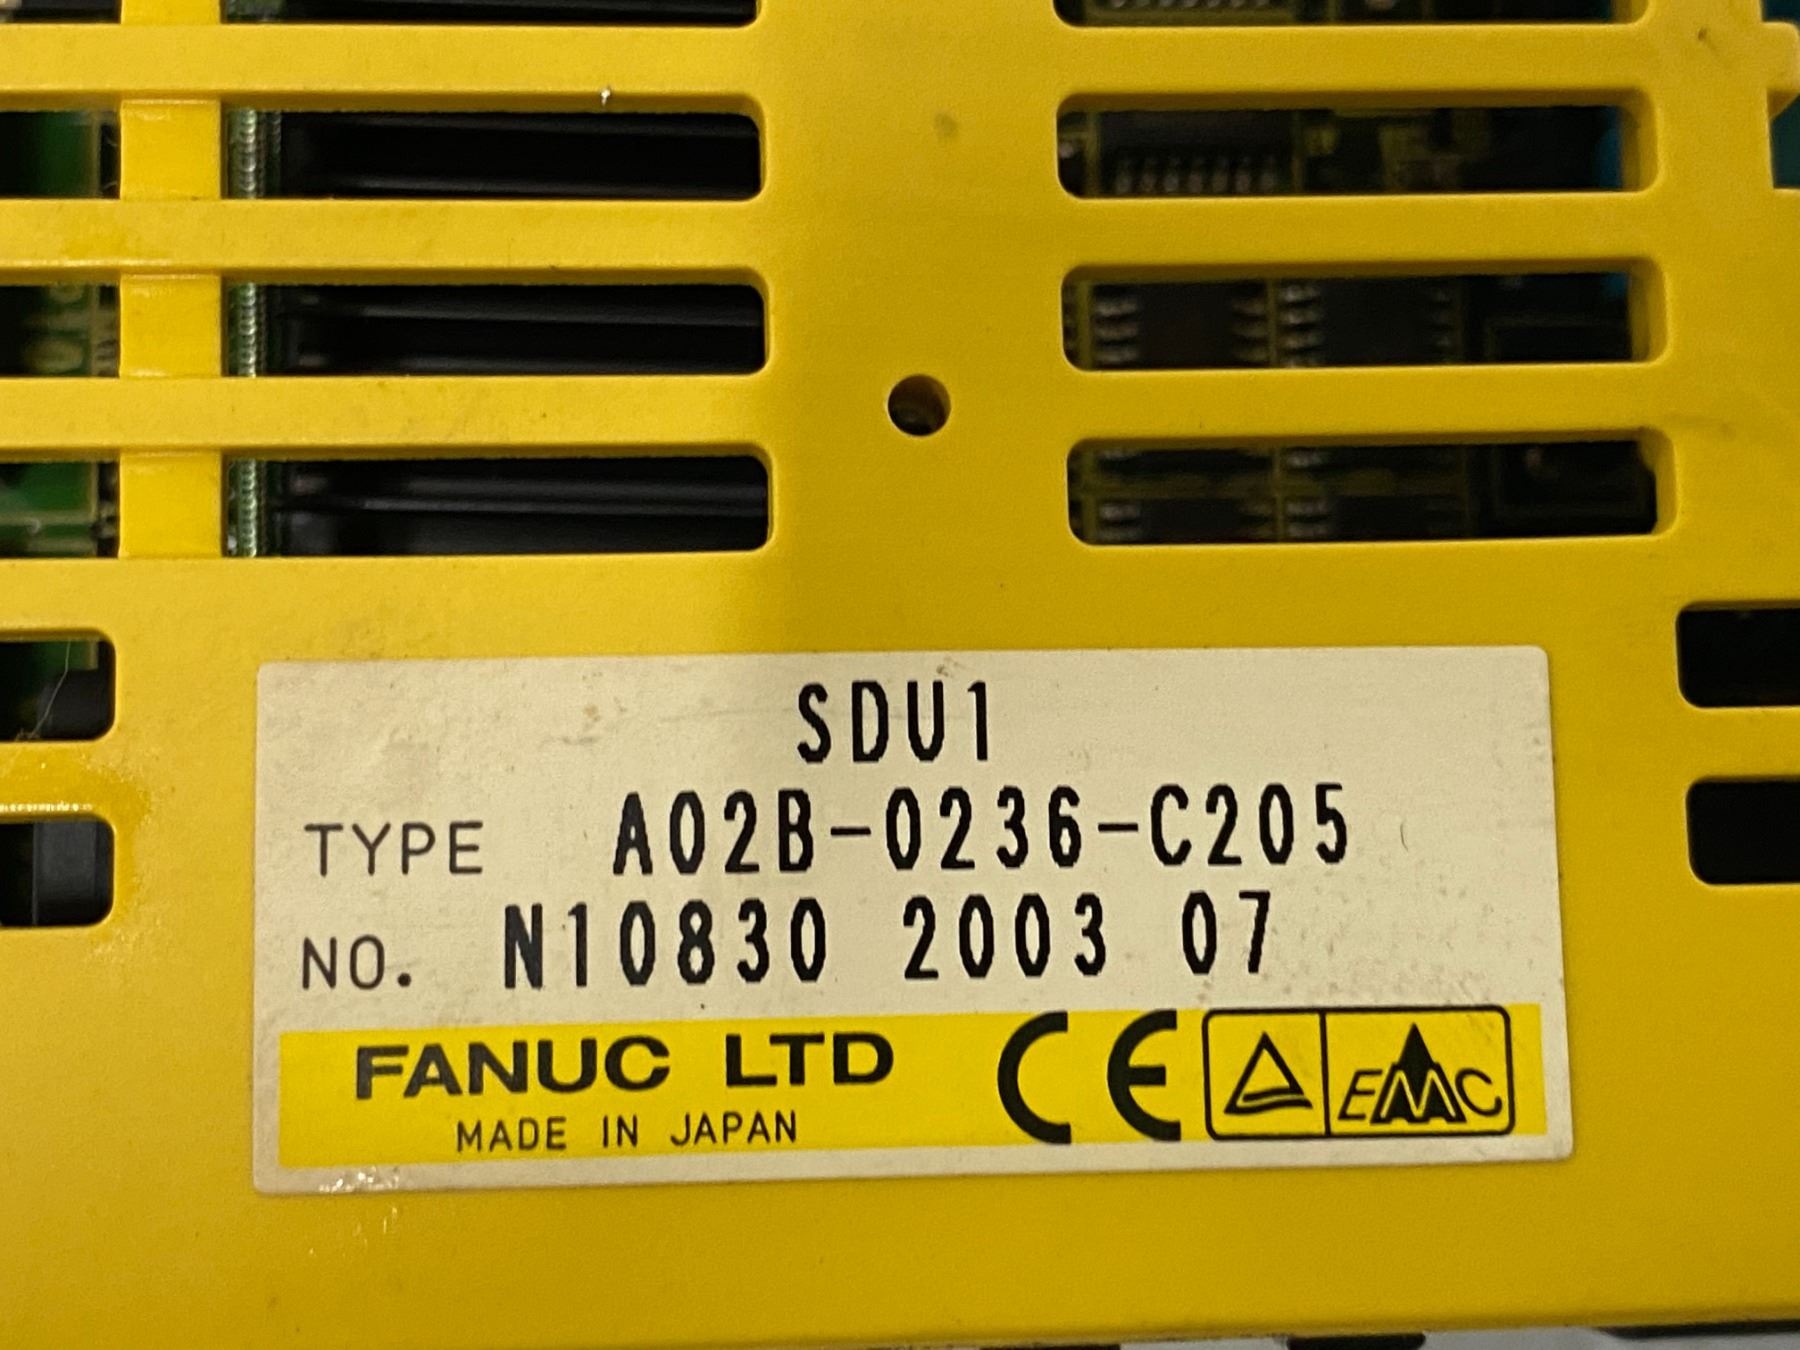 SDU1
TYPE A02B-0236-C205
NO. N10830 2003 07
FANUC LTD CE EMC
MADE IN JAPAN